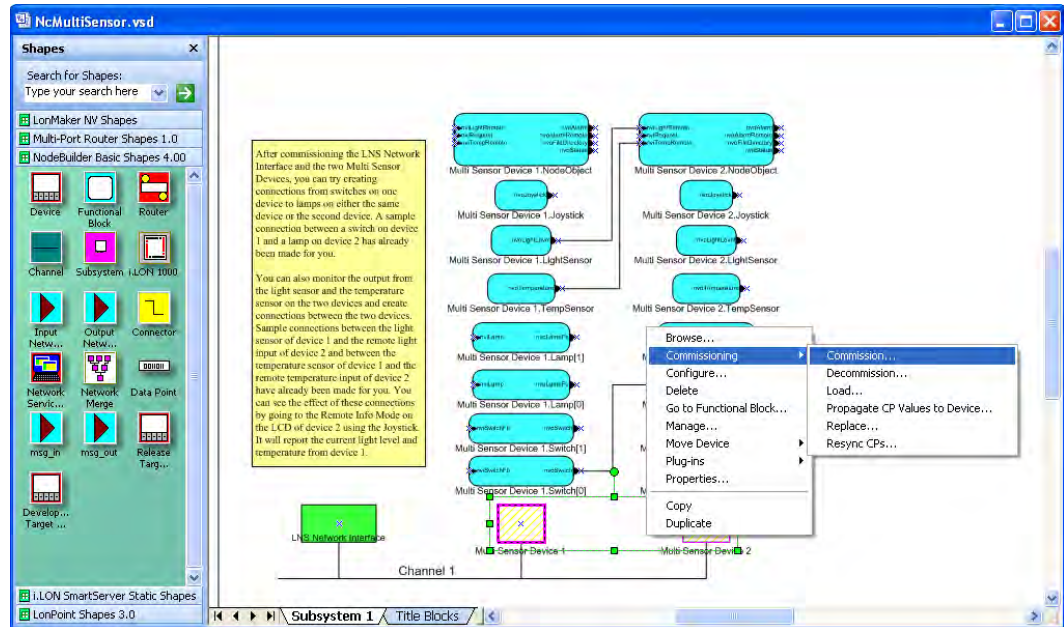 NcMultiSensor.vsd
Shapes
Search for Shapes:
Type your search here
LonMaker NV Shapes
Multi-Port Router Shapes 1.0
NodeBuilder Basic Shapes 4.00
Device
Functional
Block
Router
Channel
Subsystem
i.LON 1000
Input
Netw...
Output
Netw...
Connector
Network
Servic...
Network
Merge
Data Point
msg_in
msg_out
Release
Targ...
Develop...
Target ...
i.LON SmartServer Static Shapes
LonPoint Shapes 3.0
After commissioning the LNS Network
Interface and the two Multi Sensor
Devices, you can try creating
connections from switches on one
device to lamps on either the same
device or the second device. A sample
connection between a switch on device
1 and a lamp on device 2 has already
been made for you.
You can also monitor the output from
the light sensor and the temperature
sensor on the two devices and create
connections between the two devices.
Sample connections between the light
sensor of device 1 and the remote light
input of device 2 and between the
temperature sensor of device 1 and the
remote temperature input of device 2
have already been made for you. You
can see the effect of these connections
by going to the Remote Info Mode on
the LCD of device 2 using the Joystick.
It will report the current light level and
temperature from device 1.
Multi Sensor Device 1.NodeObject
Multi Sensor Device 2.NodeObject
Multi Sensor Device 1.Joystick
Multi Sensor Device 2.Joystick
Multi Sensor Device 1.LightSensor
Multi Sensor Device 2.LightSensor
Multi Sensor Device 1.TempSensor
Multi Sensor Device 2.TempSensor
Multi Sensor Device 1.Lamp[1]
Multi Sensor Device 1.Lamp[0]
Multi Sensor Device 1.Switch[1]
Multi Sensor Device 1.Switch[0]
Browse...
Commissioning
Configure...
Delete
Go to Functional Block...
Manage...
Move Device
Plug-ins
Properties...
Copy
Duplicate
Commission...
Decommission...
Load...
Propagate CP Values to Device...
Replace...
Resync CPs...
LNS Network Interface
Multi Sensor Device 1
Multi Sensor Device 2
Channel 1
Subsystem 1
Title Blocks